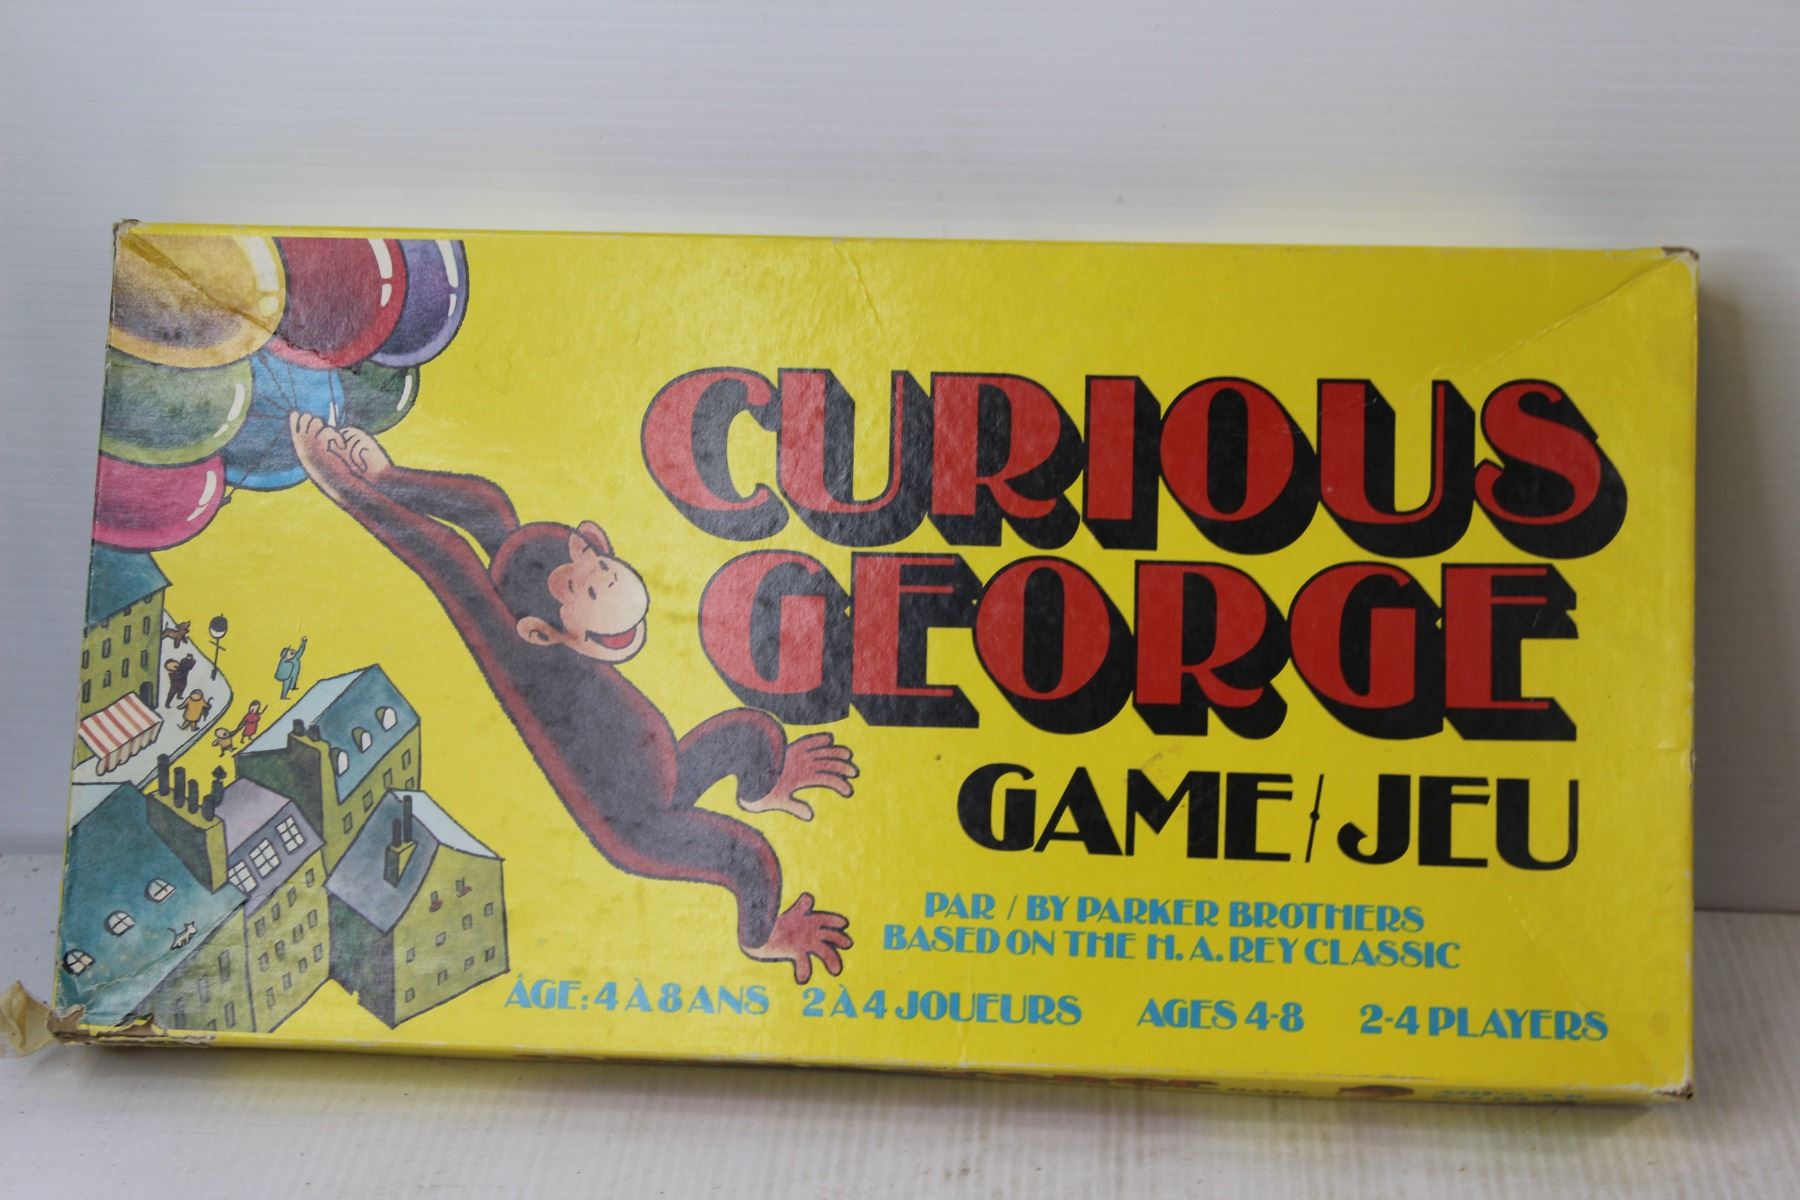 CURIOUS
GEORGE
GAME/JEU
PAR / BY PARKER BROTHERS
BASED ON THE H. A. REY CLASSIC
ÂGE: 4 À 8 ANS 2 À 4 JOUEURS AGES 4-8 2-4 PLAYERS